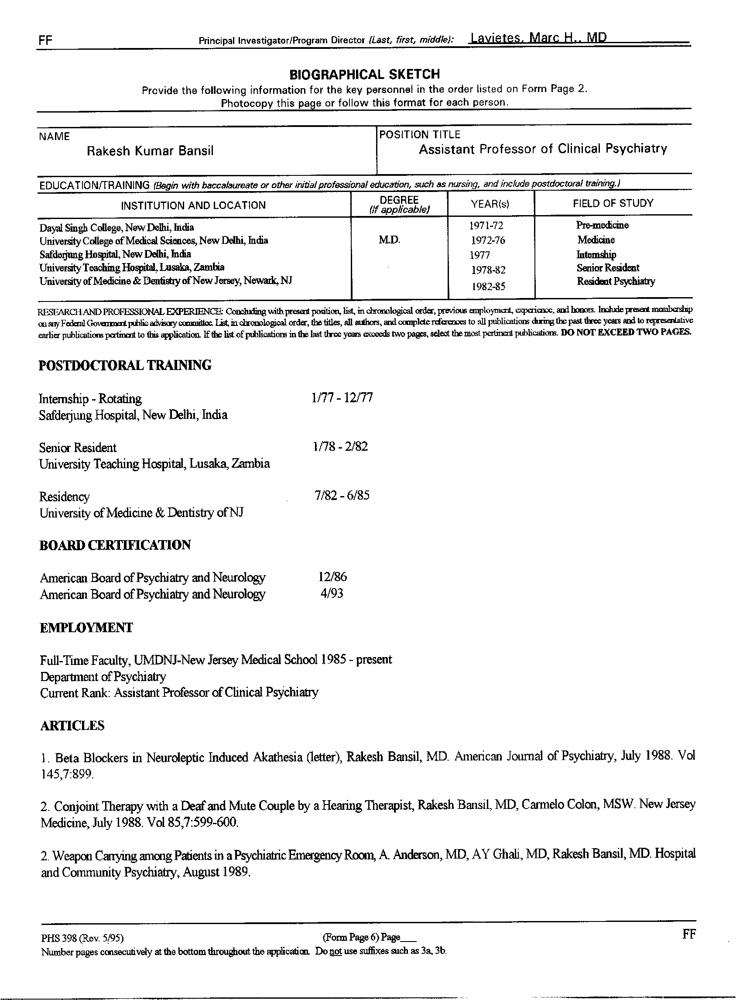 FF
Principal Investigator/Program Director (Last, first, middle): Lavietes, Marc H., MD
BIOGRAPHICAL SKETCH
Provide the following information for the key personnel in the order listed on Form Page 2.
Photocopy this page or follow this format for each person.
NAME
Rakesh Kumar Bansil
POSITION TITLE
Assistant Professor of Clinical Psychiatry
EDUCATION/TRAINING (Begin with baccalaureate or other initial professional education, such as nursing, and include postdoctoral training.)
INSTITUTION AND LOCATION DEGREE (if applicable) YEAR(s) FIELD OF STUDY
Dayal Singh College, New Delhi, India 1971-72 Pre-medicine
University College of Medical Sciences, New Delhi, India M.D. 1972-76 Medicine
Safderjung Hospital, New Delhi, India 1977 Internship
University Teaching Hospital, Lusaka, Zambia 1978-82 Senior Resident
University of Medicine & Dentistry of New Jersey, Newark, NJ 1982-85 Resident Psychiatry
RESEARCH AND PROFESSIONAL EXPERIENCE: Concluding with present position, list, in chronological order, previous employment, experience, and honors. Include present membership
on any Federal Government public advisory committee. List, in chronological order, the titles, all authors, and complete references to all publications during the past three years and to representative
earlier publications pertinent to this application. If the list of publications in the last three years exceeds two pages, select the most pertinent publications. DO NOT EXCEED TWO PAGES.
POSTDOCTORAL TRAINING
Internship - Rotating 1/77 - 12/77
Safderjung Hospital, New Delhi, India
Senior Resident 1/78 - 2/82
University Teaching Hospital, Lusaka, Zambia
Residency 7/82 - 6/85
University of Medicine & Dentistry of NJ
BOARD CERTIFICATION
American Board of Psychiatry and Neurology 12/86
American Board of Psychiatry and Neurology 4/93
EMPLOYMENT
Full-Time Faculty, UMDNJ-New Jersey Medical School 1985 - present
Department of Psychiatry
Current Rank: Assistant Professor of Clinical Psychiatry
ARTICLES
1. Beta Blockers in Neuroleptic Induced Akathesia (letter), Rakesh Bansil, MD. American Journal of Psychiatry, July 1988. Vol
145,7:899.
2. Conjoint Therapy with a Deaf and Mute Couple by a Hearing Therapist, Rakesh Bansil, MD, Carmelo Colon, MSW. New Jersey
Medicine, July 1988. Vol 85,7:599-600.
2. Weapon Carrying among Patients in a Psychiatric Emergency Room, A. Anderson, MD, AY Ghali, MD, Rakesh Bansil, MD. Hospital
and Community Psychiatry, August 1989.
PHS 398 (Rev. 5/95) (Form Page 6) Page___ FF
Number pages consecutively at the bottom throughout the application. Do not use suffixes such as 3a, 3b.